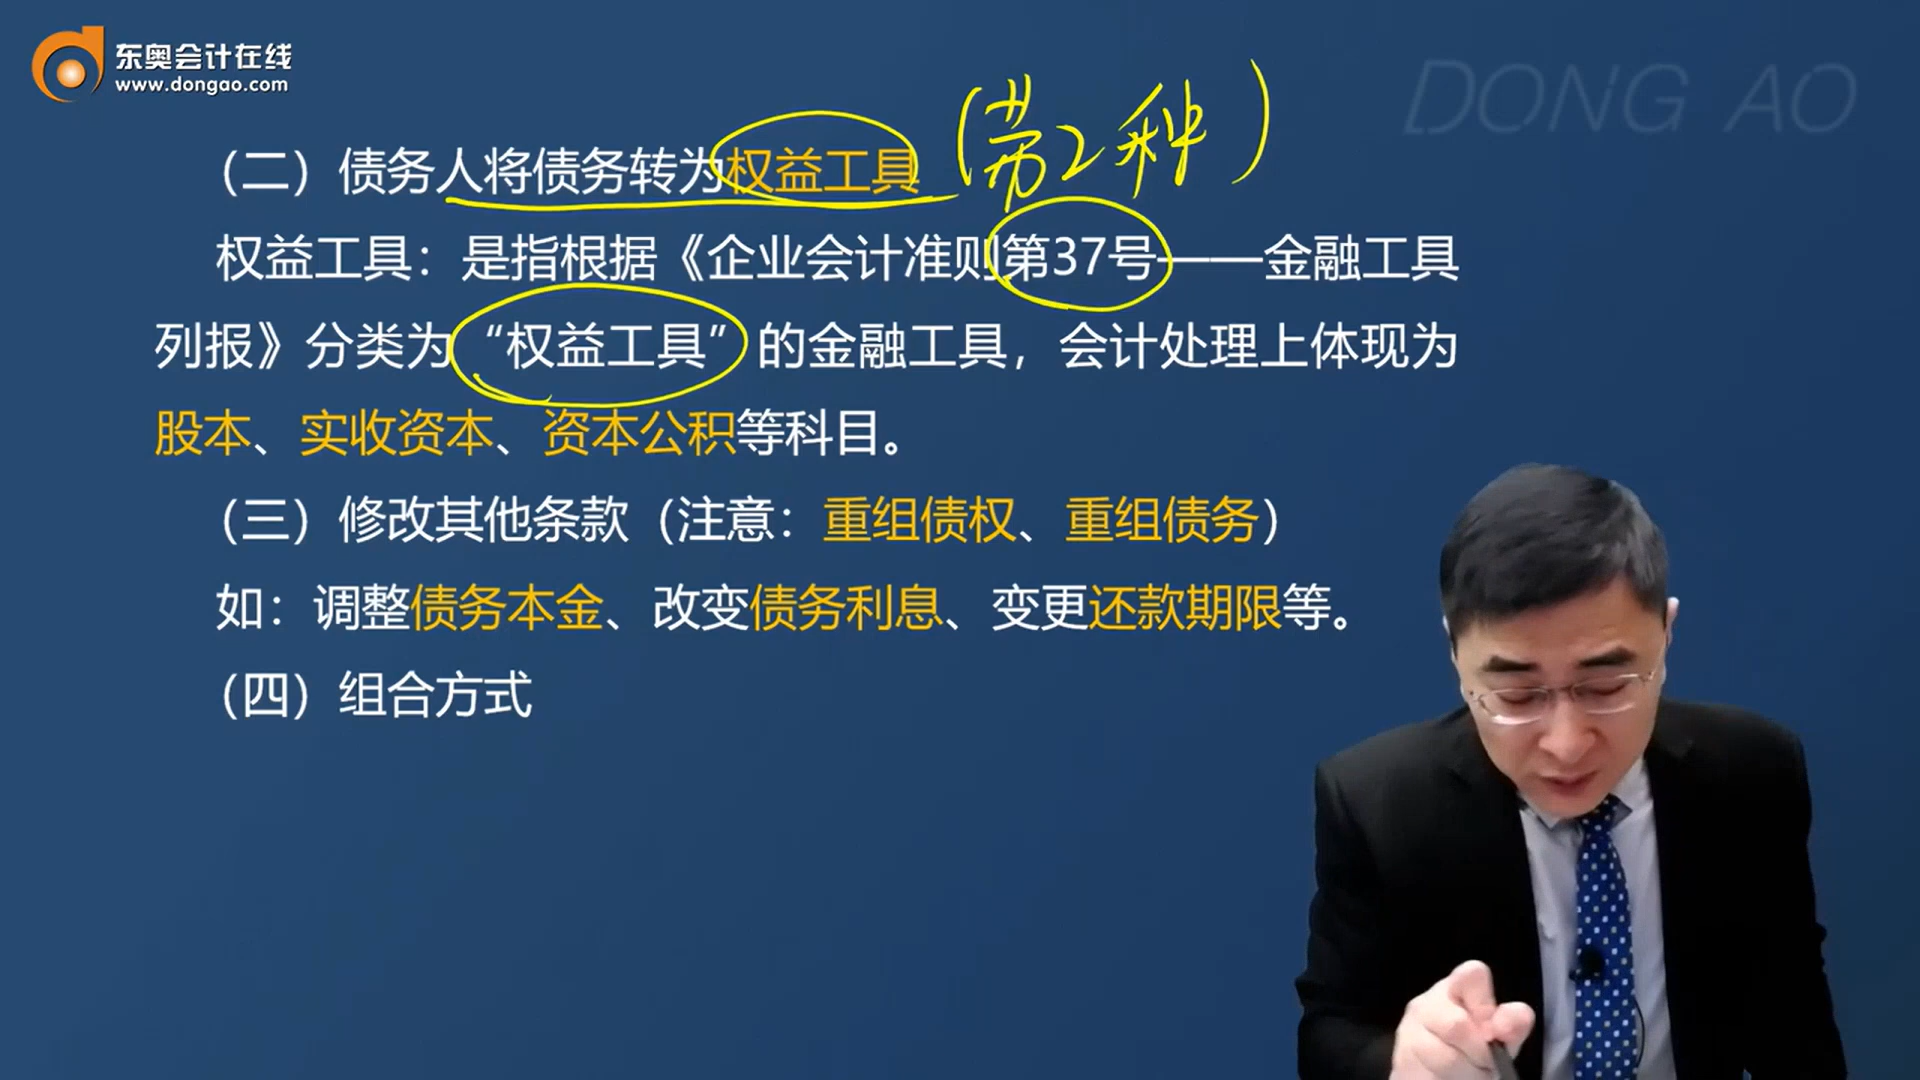 东奥会计在线
www.dongao.com
DONG AO
（二）债务人将债务转为权益工具（第2种）
权益工具：是指根据《企业会计准则第37号——金融工具
列报》分类为“权益工具”的金融工具，会计处理上体现为
股本、实收资本、资本公积等科目。
（三）修改其他条款（注意：重组债权、重组债务）
如：调整债务本金、改变债务利息、变更还款期限等。
（四）组合方式